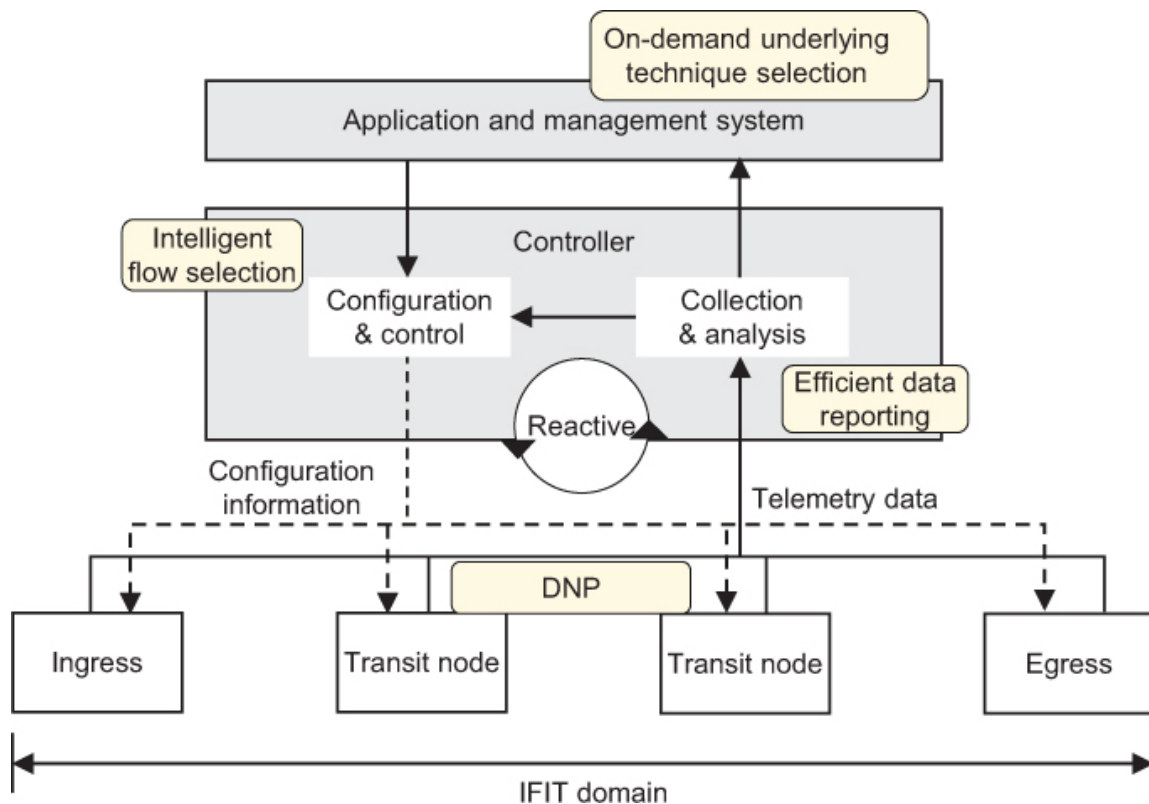 On-demand underlying
technique selection
Application and management system
Intelligent
flow selection
Controller
Configuration
& control
Collection
& analysis
Efficient data
reporting
Reactive
Configuration
information
Telemetry data
DNP
Ingress
Transit node
Transit node
Egress
IFIT domain